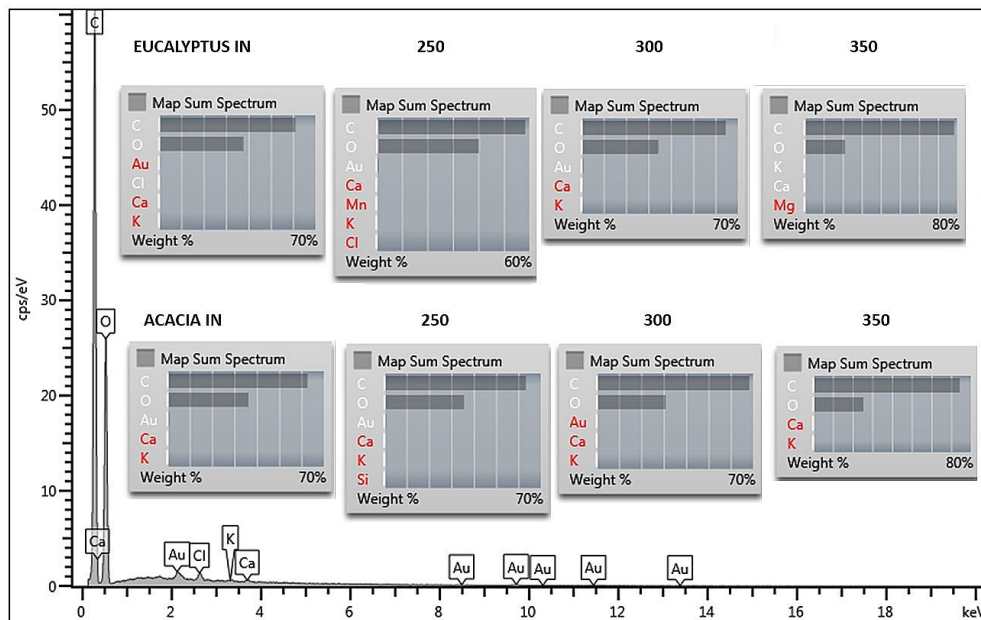 C
EUCALYPTUS IN 250 300 350
Map Sum Spectrum
C
O
Au
Cl
Ca
K
Weight % 70%
Map Sum Spectrum
C
O
Au
Ca
Mn
K
Cl
Weight % 60%
Map Sum Spectrum
C
O
Au
Ca
K
Weight % 70%
Map Sum Spectrum
C
O
K
Ca
Mg
Weight % 80%
ACACIA IN 250 300 350
Map Sum Spectrum
C
O
Au
Ca
K
Weight % 70%
Map Sum Spectrum
C
O
Au
Ca
K
Si
Weight % 70%
Map Sum Spectrum
C
O
Au
Ca
K
Weight % 70%
Map Sum Spectrum
C
O
Ca
K
Weight % 80%
cps/eV
50
40
30
20
10
0
O
Ca
Au
Cl
K
Ca
Au
Au
Au
Au
Au
0 2 4 6 8 10 12 14 16 18 keV